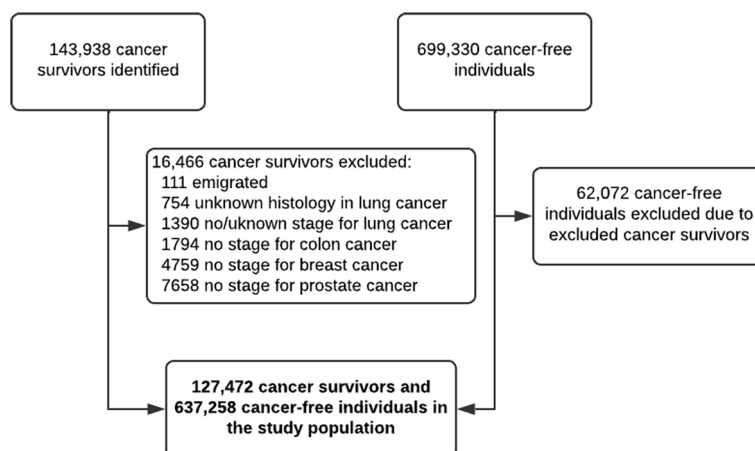 143,938 cancer
survivors identified
699,330 cancer-free
individuals
16,466 cancer survivors excluded:
111 emigrated
754 unknown histology in lung cancer
1390 no/uknown stage for lung cancer
1794 no stage for colon cancer
4759 no stage for breast cancer
7658 no stage for prostate cancer
62,072 cancer-free
individuals excluded due to
excluded cancer survivors
127,472 cancer survivors and
637,258 cancer-free individuals in
the study population